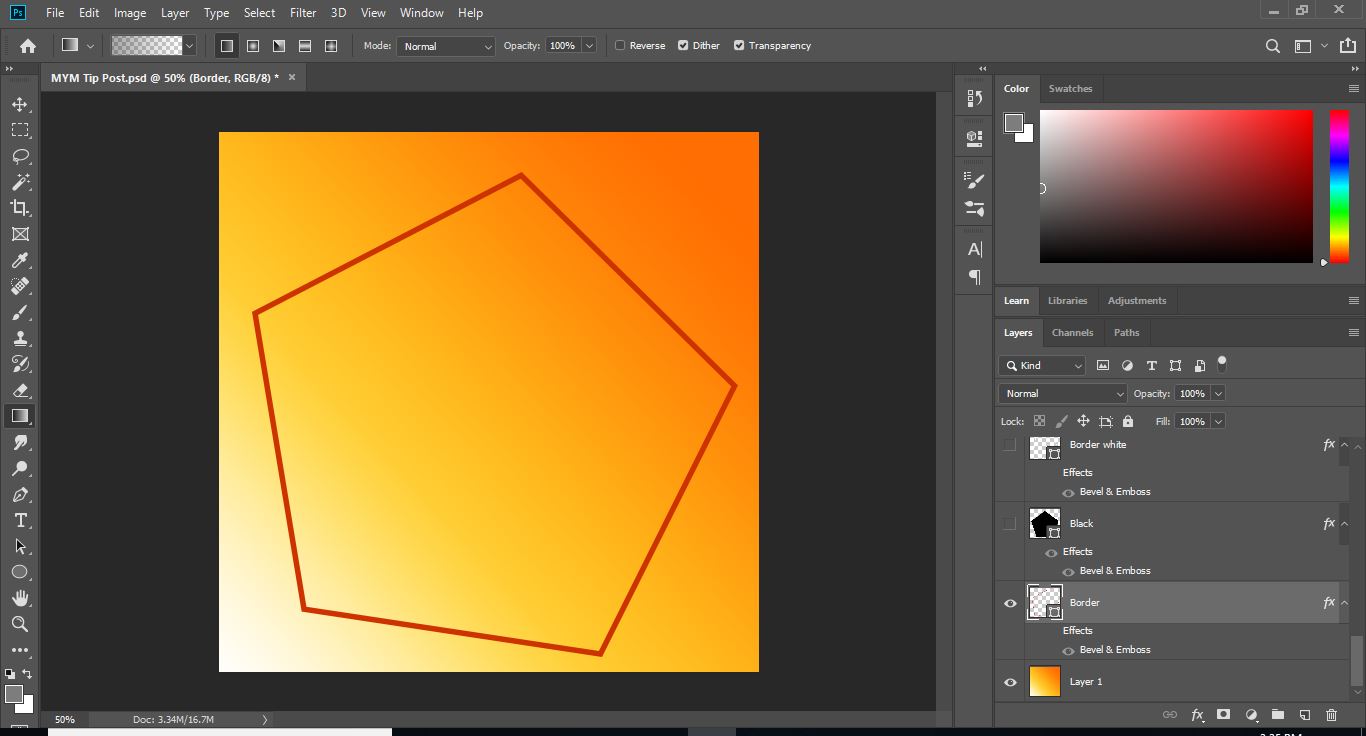 Ps File Edit Image Layer Type Select Filter 3D View Window Help
Mode: Normal Opacity: 100% Reverse Dither Transparency
MYM Tip Post.psd @ 50% (Border, RGB/8) * ×
Color Swatches
Learn Libraries Adjustments
Layers Channels Paths
Kind
Normal Opacity: 100%
Lock: Fill: 100%
Border white fx
Effects
Bevel & Emboss
Black fx
Effects
Bevel & Emboss
Border fx
Effects
Bevel & Emboss
Layer 1
50% Doc: 3.34M/16.7M
fx